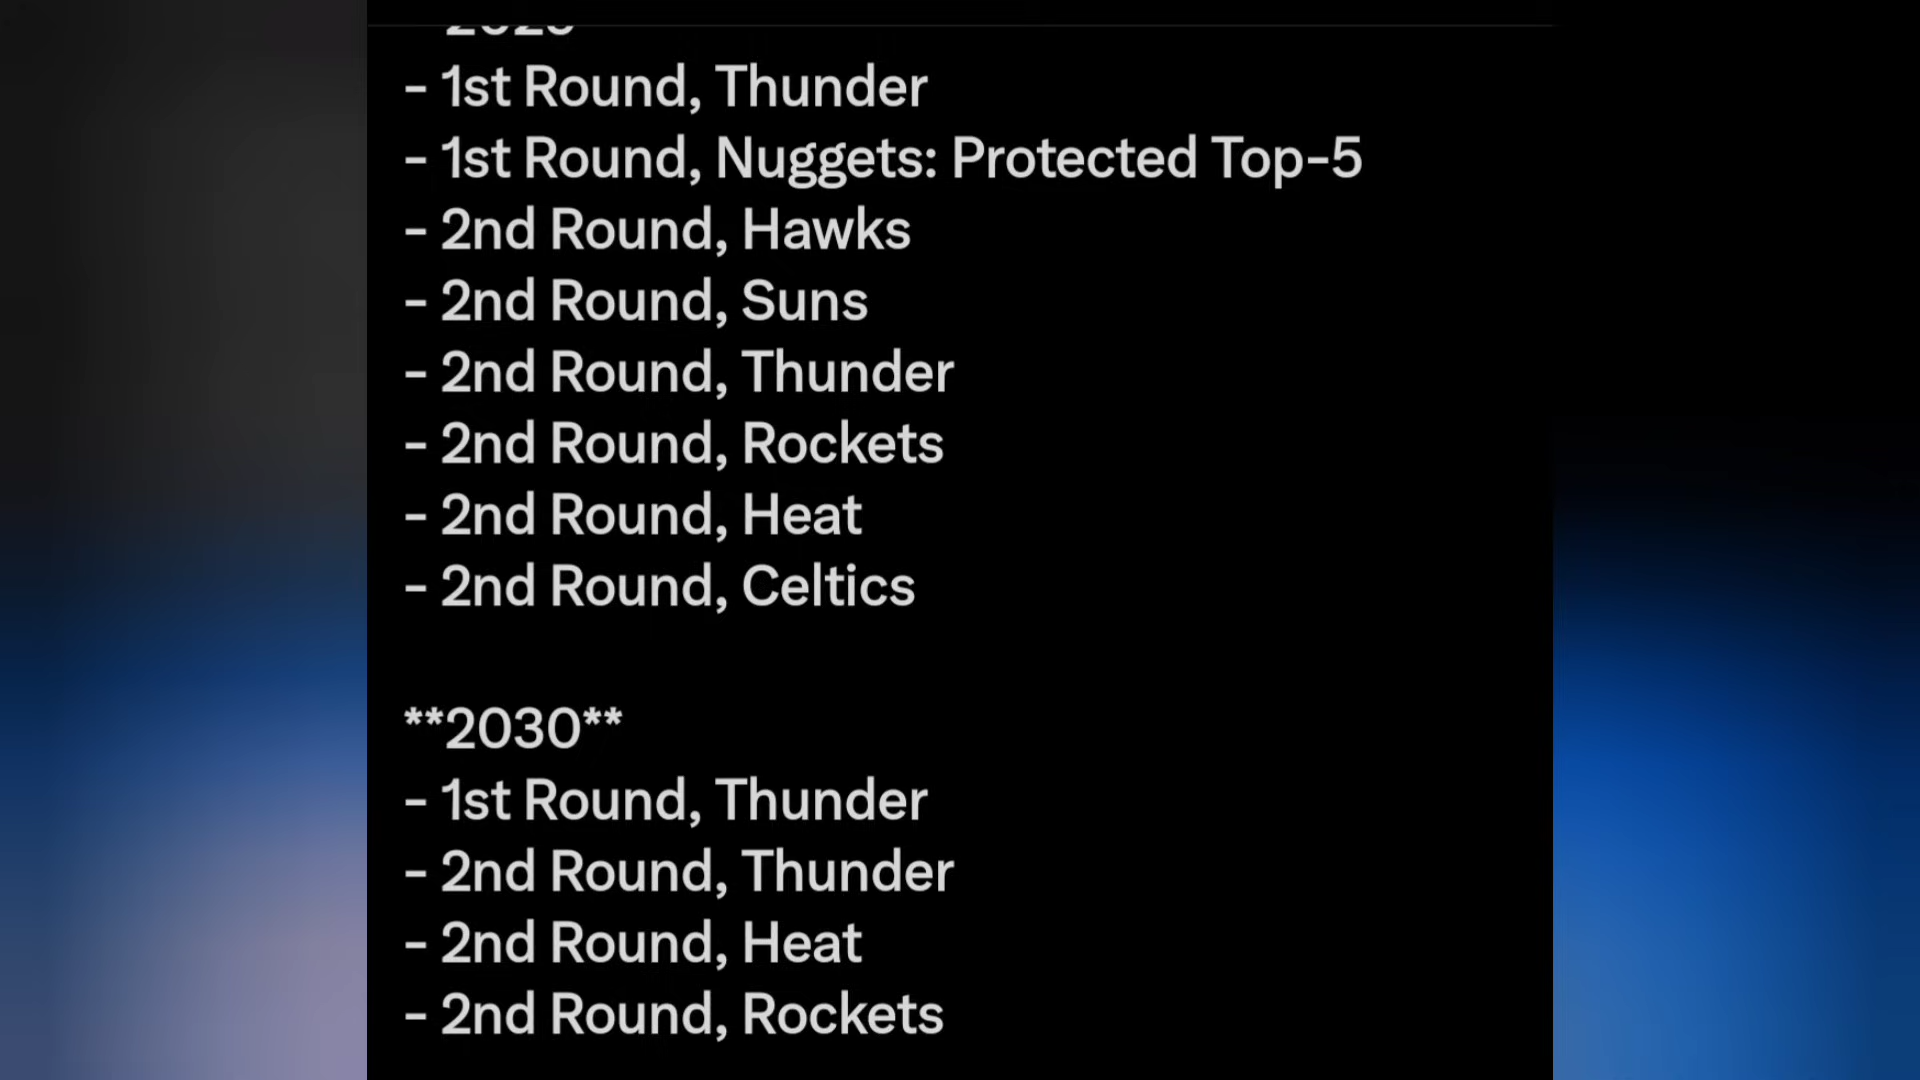 - 1st Round, Thunder
- 1st Round, Nuggets: Protected Top-5
- 2nd Round, Hawks
- 2nd Round, Suns
- 2nd Round, Thunder
- 2nd Round, Rockets
- 2nd Round, Heat
- 2nd Round, Celtics
**2030**
- 1st Round, Thunder
- 2nd Round, Thunder
- 2nd Round, Heat
- 2nd Round, Rockets